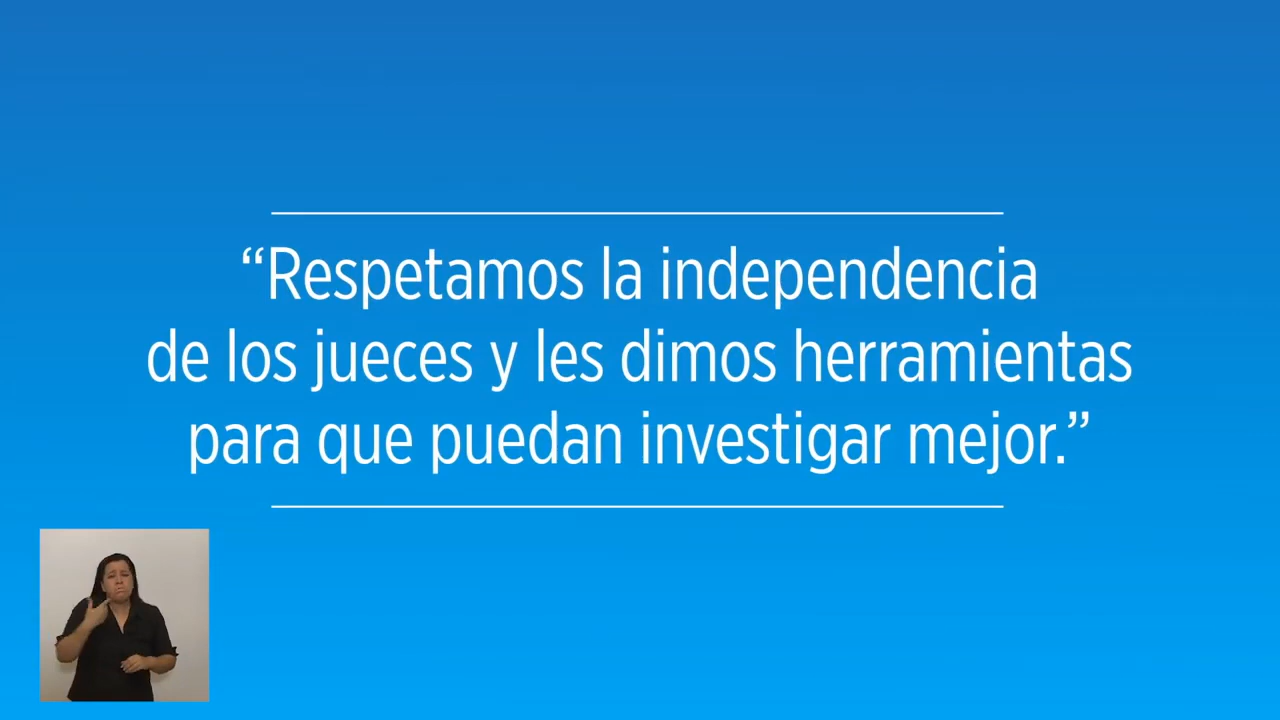 “Respetamos la independencia
de los jueces y les dimos herramientas
para que puedan investigar mejor.”